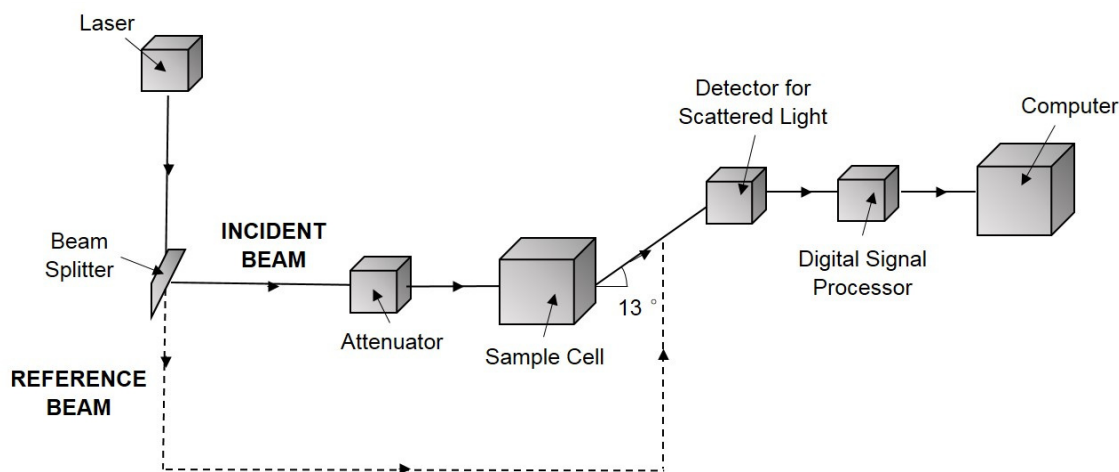 Laser
Detector for
Scattered Light
Computer
Beam
Splitter
INCIDENT
BEAM
Digital Signal
Processor
13 °
Attenuator
Sample Cell
REFERENCE
BEAM